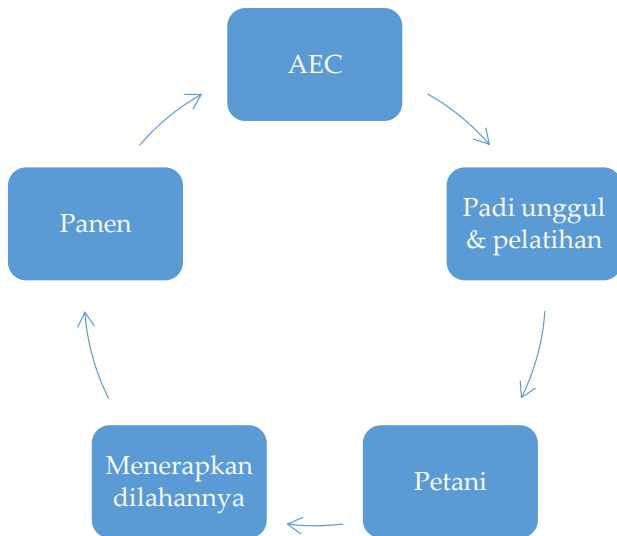 AEC
Padi unggul
& pelatihan
Petani
Menerapkan
dilahannya
Panen